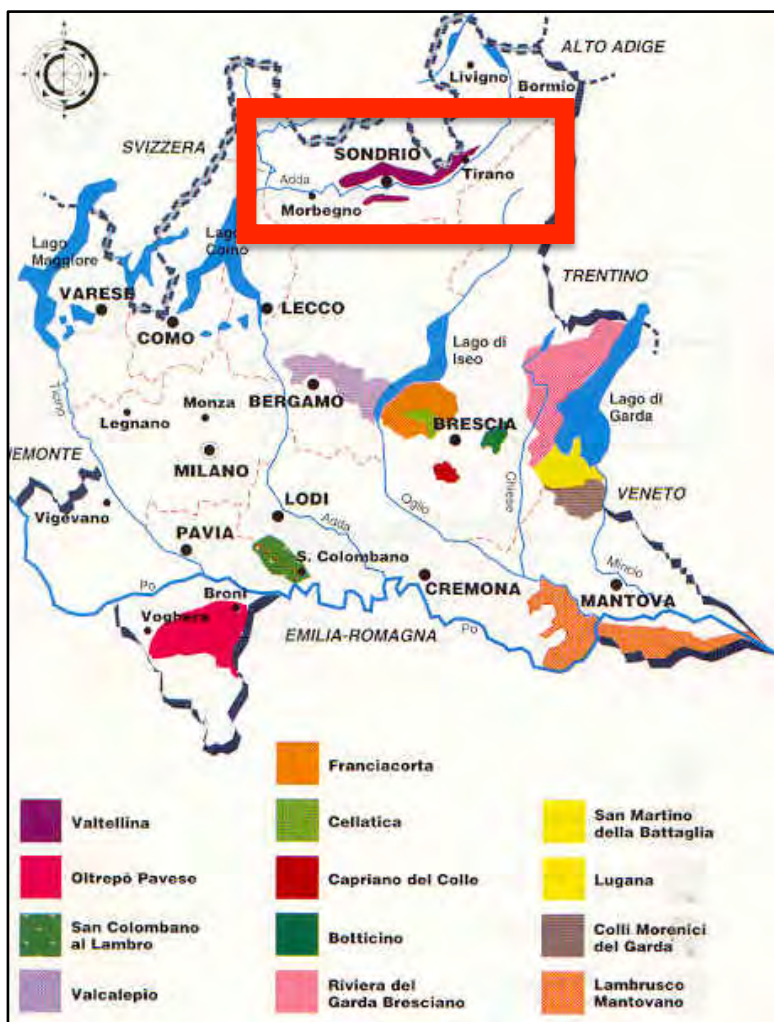 ALTO ADIGE
Livigno
Bormio
SVIZZERA
SONDRIO
Tirano
Adda
Morbegno
Lago
Maggiore
Lago
Como
TRENTINO
VARESE
LECCO
COMO
Lago di
Iseo
Lago di
Garda
BERGAMO
Ticino
Legnano
Monza
BRESCIA
MILANO
IEMONTE
VENETO
Vigevano
LODI
Oglio
Chiese
PAVIA
Adda
S. Colombano
Mincio
Po
CREMONA
MANTOVA
Broni
Voghera
EMILIA-ROMAGNA
Po
Franciacorta
Valtellina
Cellatica
San Martino
della Battaglia
Oltrepò Pavese
Capriano del Colle
Lugana
San Colombano
al Lambro
Botticino
Colli Morenici
del Garda
Valcalepio
Riviera del
Garda Bresciano
Lambrusco
Mantovano